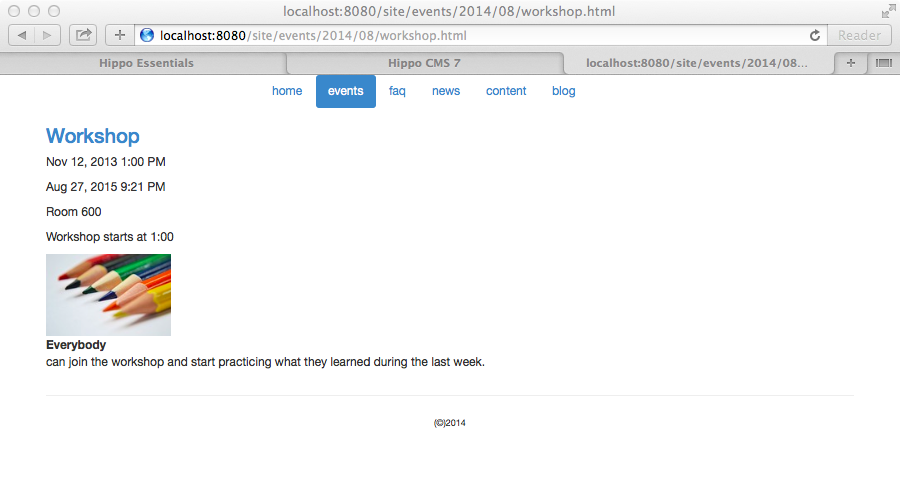 localhost:8080/site/events/2014/08/workshop.html
localhost:8080/site/events/2014/08/workshop.html
Reader
Hippo Essentials
Hippo CMS 7
localhost:8080/site/events/2014/08...
home
events
faq
news
content
blog
Workshop
Nov 12, 2013 1:00 PM
Aug 27, 2015 9:21 PM
Room 600
Workshop starts at 1:00
Everybody
can join the workshop and start practicing what they learned during the last week.
(©)2014